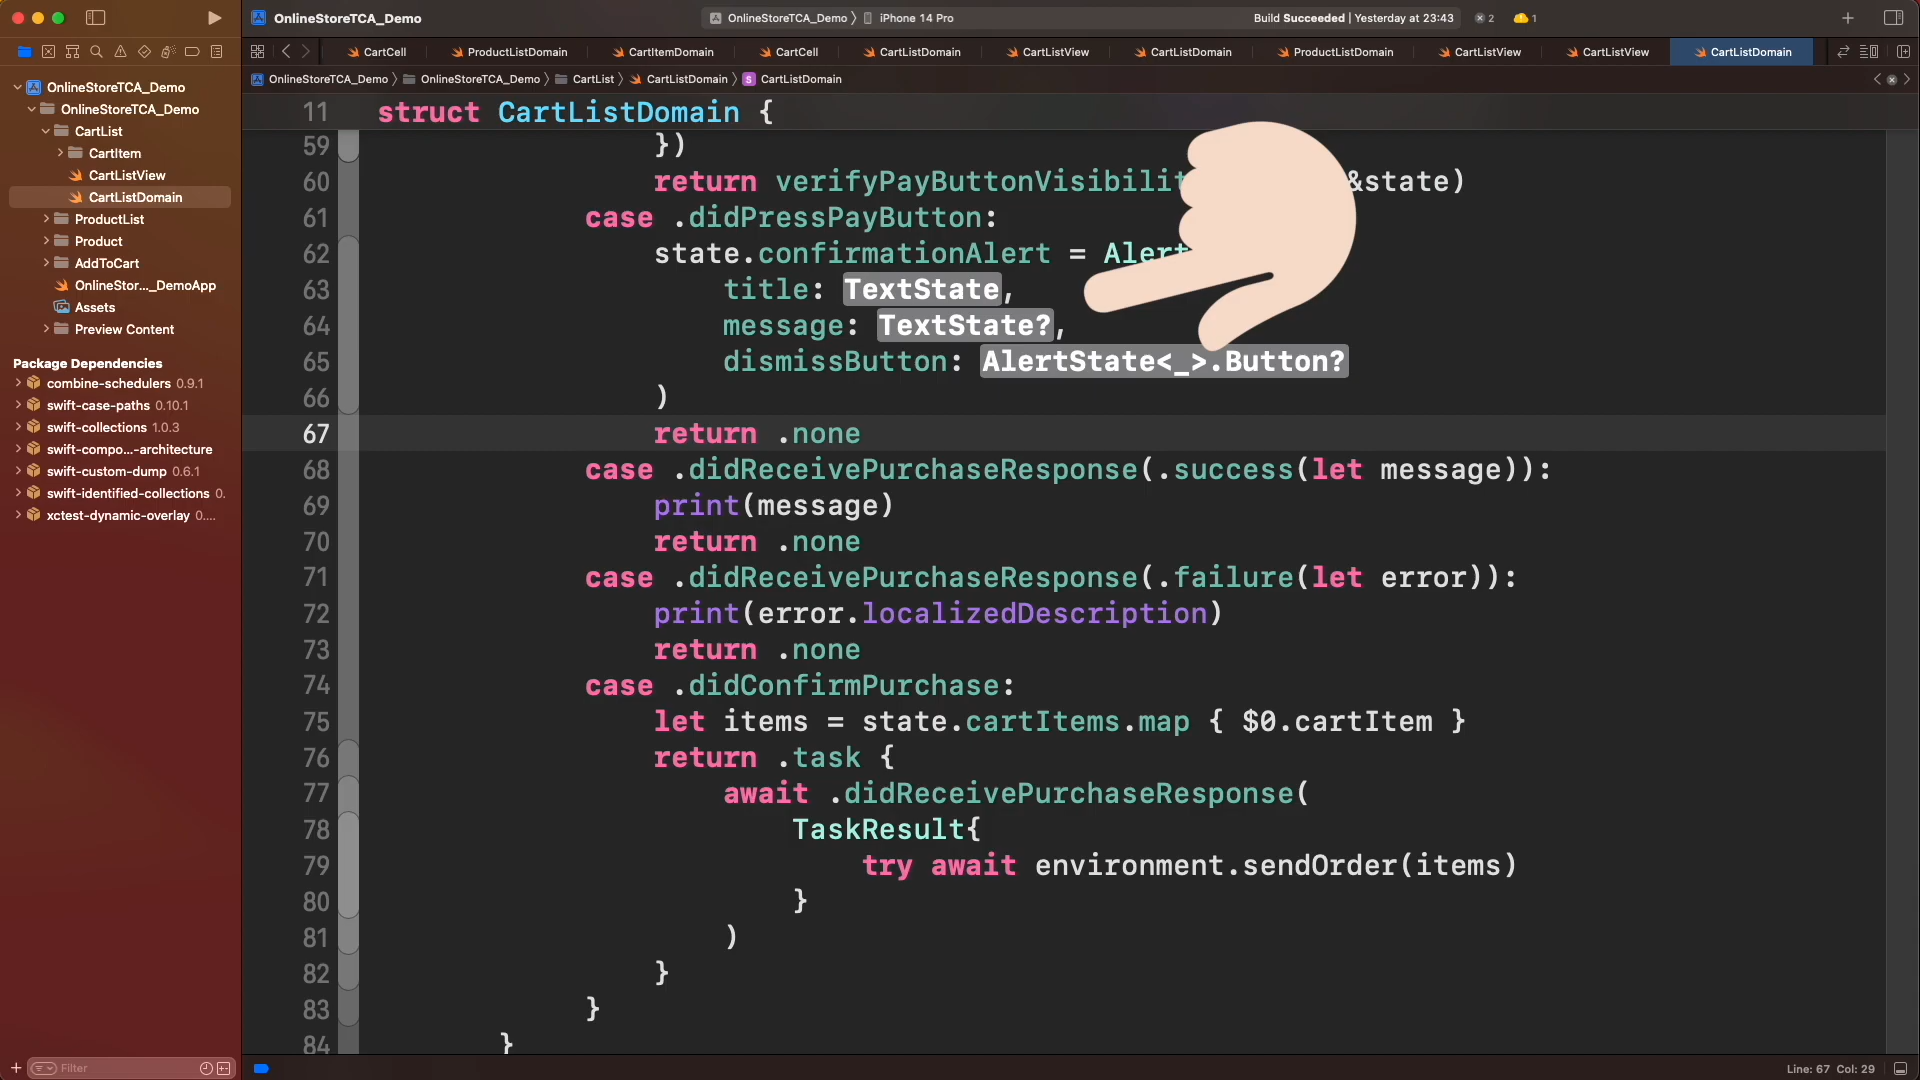 OnlineStoreTCA_Demo
OnlineStoreTCA_Demo
iPhone 14 Pro
Build Succeeded | Yesterday at 23:43
2
1
CartCell
ProductListDomain
CartItemDomain
CartCell
CartListDomain
CartListView
CartListDomain
ProductListDomain
CartListView
CartListView
CartListDomain
OnlineStoreTCA_Demo
OnlineStoreTCA_Demo
CartList
CartListDomain
S
CartListDomain
OnlineStoreTCA_Demo
OnlineStoreTCA_Demo
CartList
CartItem
CartListView
CartListDomain
ProductList
Product
AddToCart
OnlineStor..._DemoApp
Assets
Preview Content
Package Dependencies
combine-schedulers 0.9.1
swift-case-paths 0.10.1
swift-collections 1.0.3
swift-compo...-architecture
swift-custom-dump 0.6.1
swift-identified-collections 0.
xctest-dynamic-overlay 0....
Filter
11 struct CartListDomain {
59 })
60 return verifyPayButtonVisibilit &state)
61 case .didPressPayButton:
62 state.confirmationAlert = Alert
63 title: TextState,
64 message: TextState?,
65 dismissButton: AlertState<_>.Button?
66 )
67 return .none
68 case .didReceivePurchaseResponse(.success(let message)):
69 print(message)
70 return .none
71 case .didReceivePurchaseResponse(.failure(let error)):
72 print(error.localizedDescription)
73 return .none
74 case .didConfirmPurchase:
75 let items = state.cartItems.map { $0.cartItem }
76 return .task {
77 await .didReceivePurchaseResponse(
78 TaskResult{
79 try await environment.sendOrder(items)
80 }
81 )
82 }
83 }
84 }
Line: 67 Col: 29